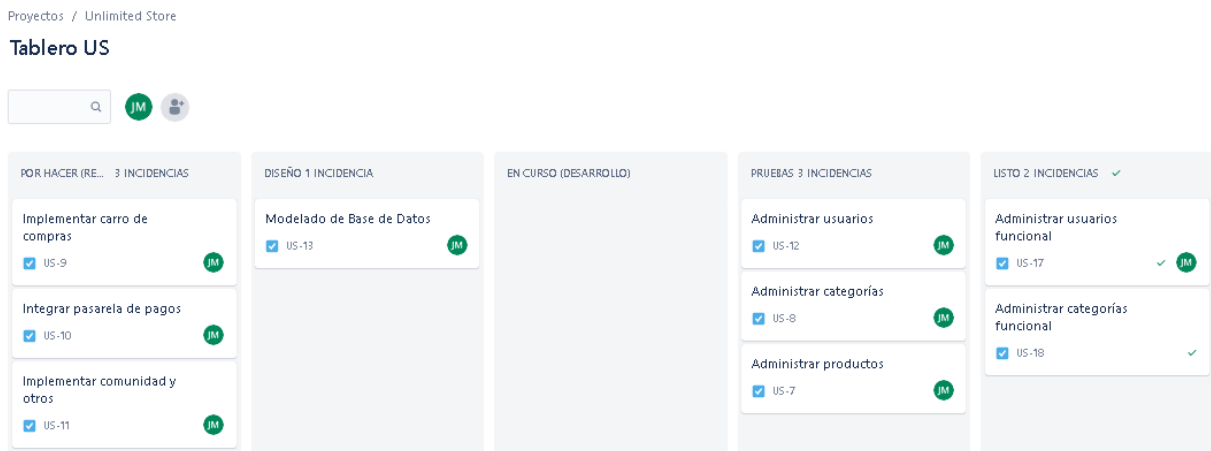 Proyectos / Unlimited Store
Tablero US
JM
POR HACER (RE... 3 INCIDENCIAS
Implementar carro de
compras
US-9 JM
Integrar pasarela de pagos
US-10 JM
Implementar comunidad y
otros
US-11 JM
DISEÑO 1 INCIDENCIA
Modelado de Base de Datos
US-13 JM
EN CURSO (DESARROLLO)
PRUEBAS 3 INCIDENCIAS
Administrar usuarios
US-12 JM
Administrar categorías
US-8 JM
Administrar productos
US-7 JM
LISTO 2 INCIDENCIAS
Administrar usuarios
funcional
US-17 JM
Administrar categorías
funcional
US-18